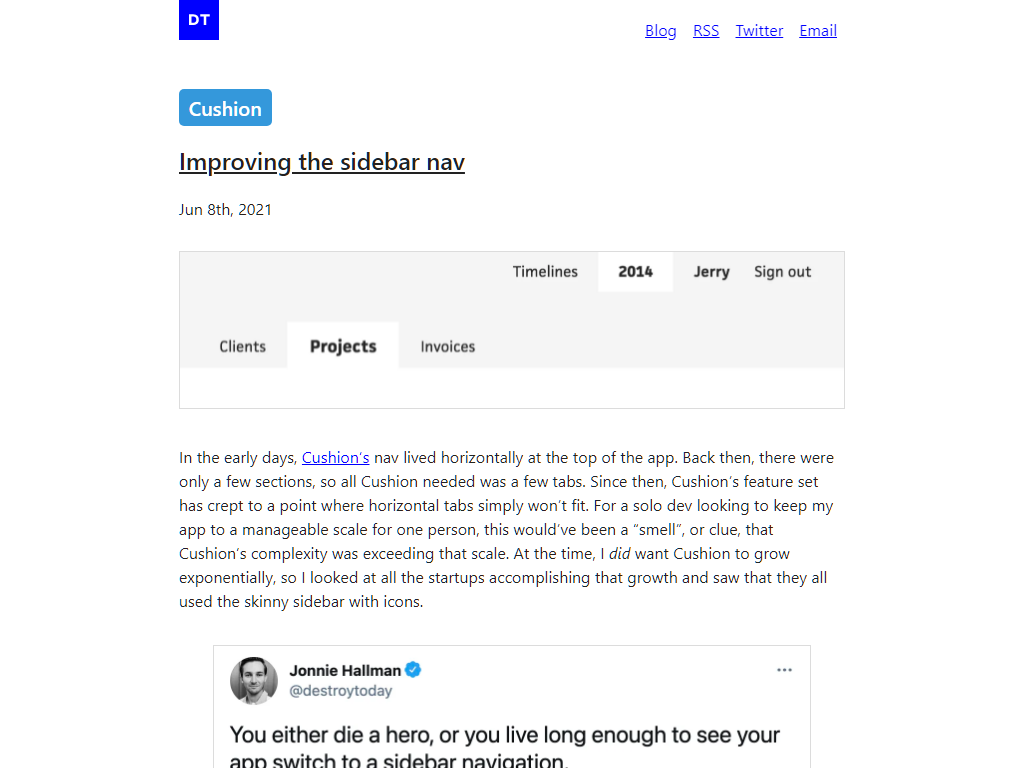 DT
Blog RSS Twitter Email
Cushion
Improving the sidebar nav
Jun 8th, 2021
Timelines 2014 Jerry Sign out
Clients Projects Invoices
In the early days, Cushion’s nav lived horizontally at the top of the app. Back then, there were
only a few sections, so all Cushion needed was a few tabs. Since then, Cushion’s feature set
has crept to a point where horizontal tabs simply won’t fit. For a solo dev looking to keep my
app to a manageable scale for one person, this would’ve been a “smell”, or clue, that
Cushion’s complexity was exceeding that scale. At the time, I did want Cushion to grow
exponentially, so I looked at all the startups accomplishing that growth and saw that they all
used the skinny sidebar with icons.
Jonnie Hallman
@destroytoday
You either die a hero, or you live long enough to see your
app switch to a sidebar navigation.